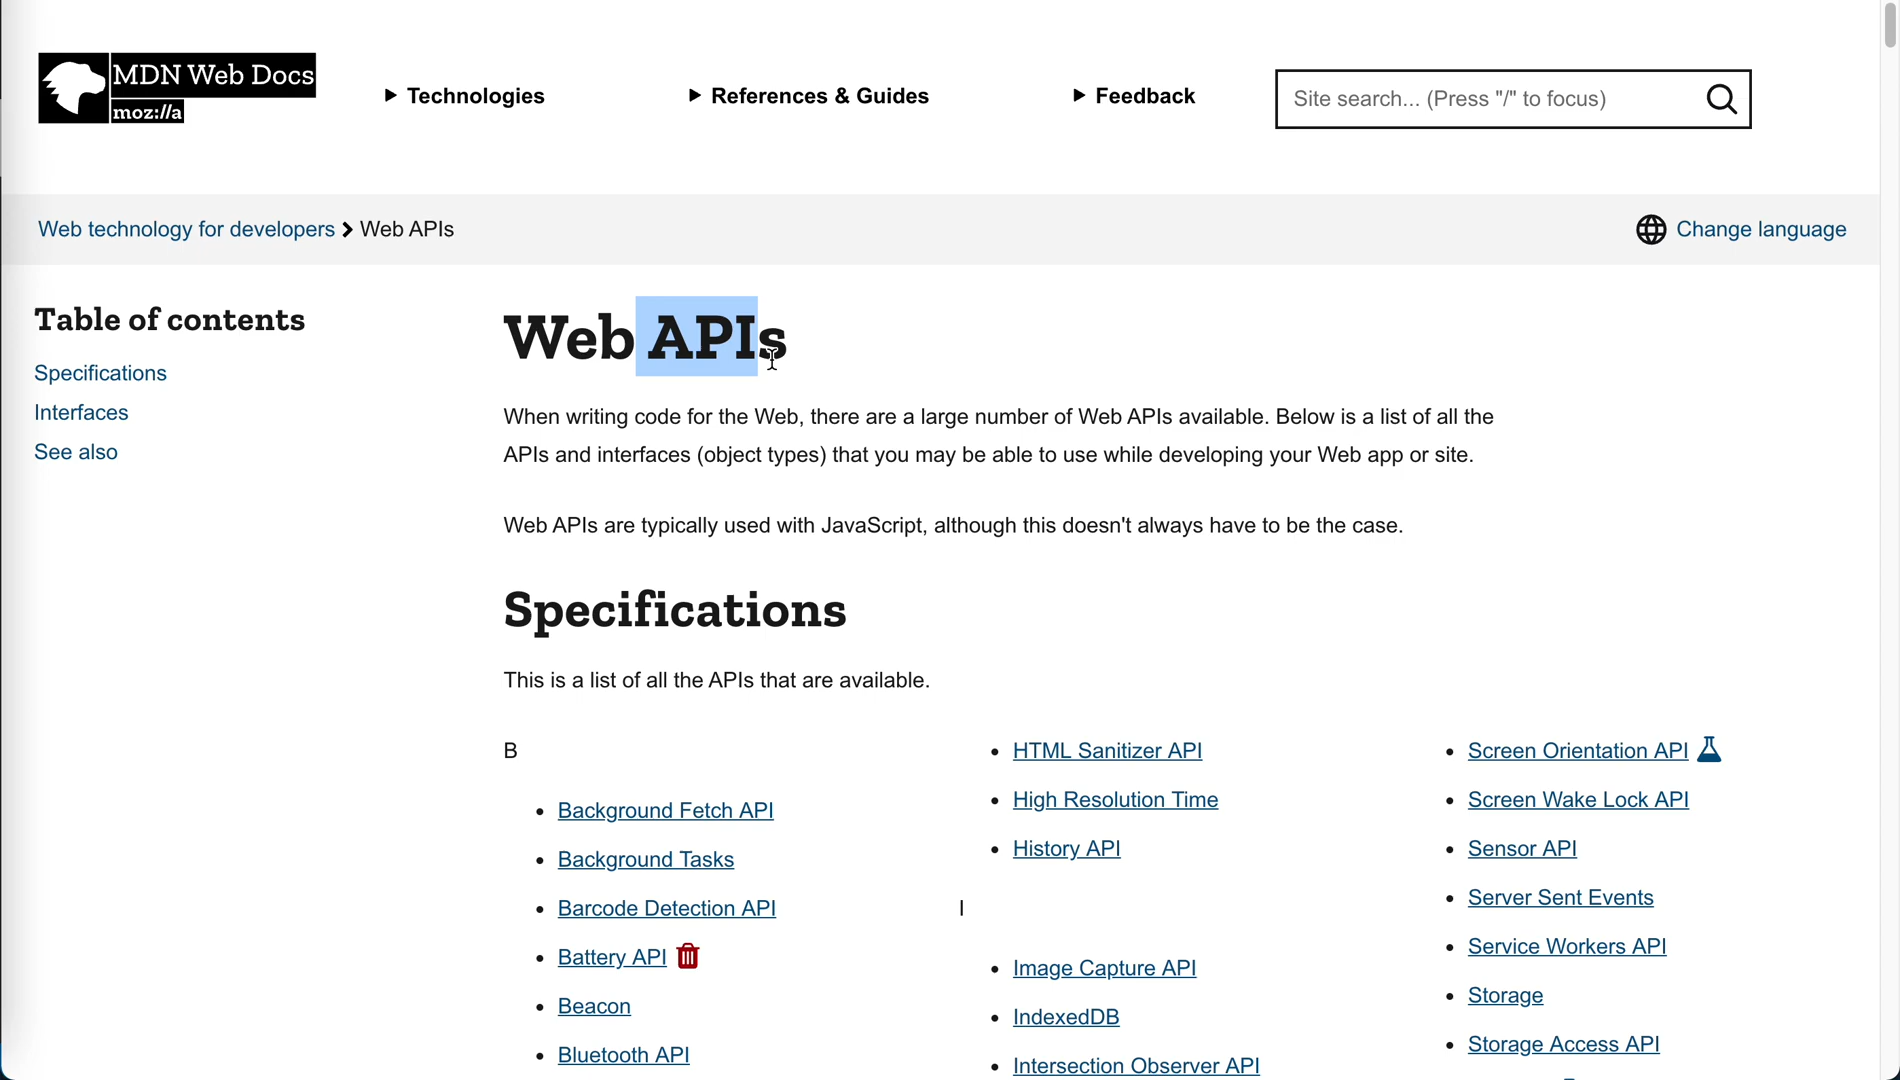 MDN Web Docs
moz://a
Technologies
References & Guides
Feedback
Site search... (Press "/" to focus)
Web technology for developers
Web APIs
Change language
Table of contents
Specifications
Interfaces
See also
Web APIs
When writing code for the Web, there are a large number of Web APIs available. Below is a list of all the
APIs and interfaces (object types) that you may be able to use while developing your Web app or site.
Web APIs are typically used with JavaScript, although this doesn't always have to be the case.
Specifications
This is a list of all the APIs that are available.
B
Background Fetch API
Background Tasks
Barcode Detection API
Battery API
Beacon
Bluetooth API
HTML Sanitizer API
High Resolution Time
History API
I
Image Capture API
IndexedDB
Intersection Observer API
Screen Orientation API
Screen Wake Lock API
Sensor API
Server Sent Events
Service Workers API
Storage
Storage Access API